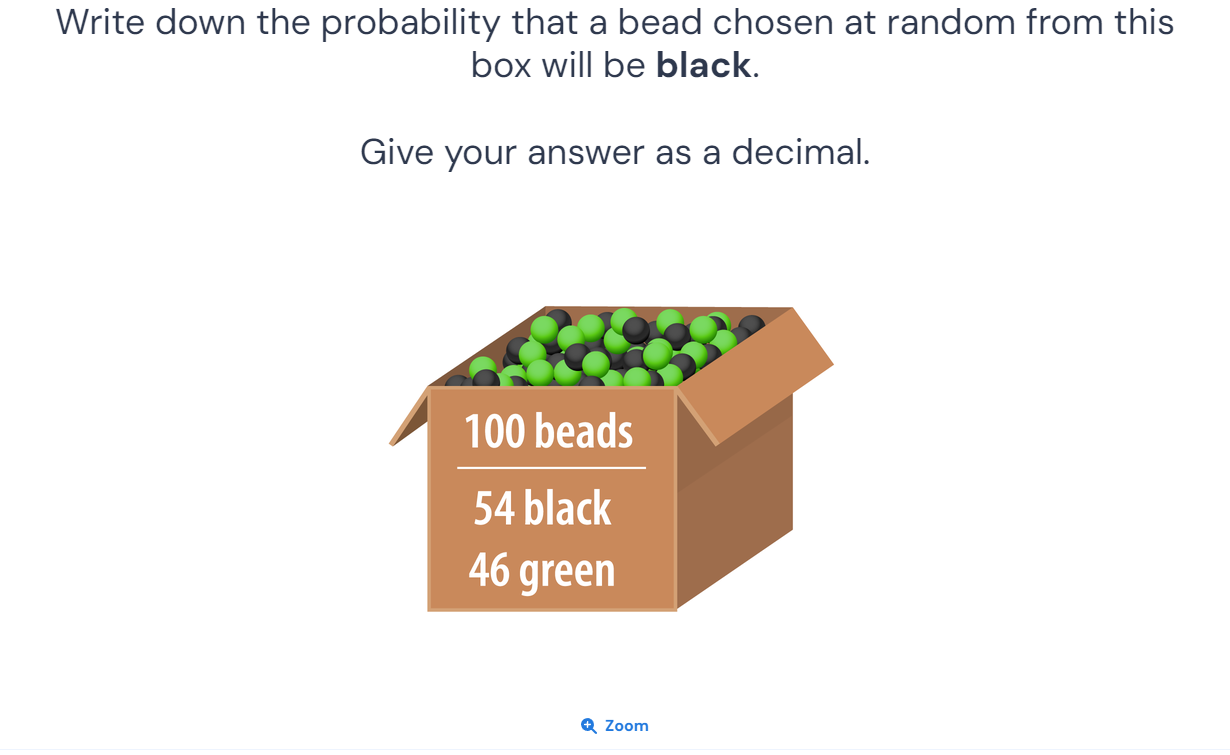 Write down the probability that a bead chosen at random from this
box will be black.
Give your answer as a decimal.
100 beads
54 black
46 green
Zoom